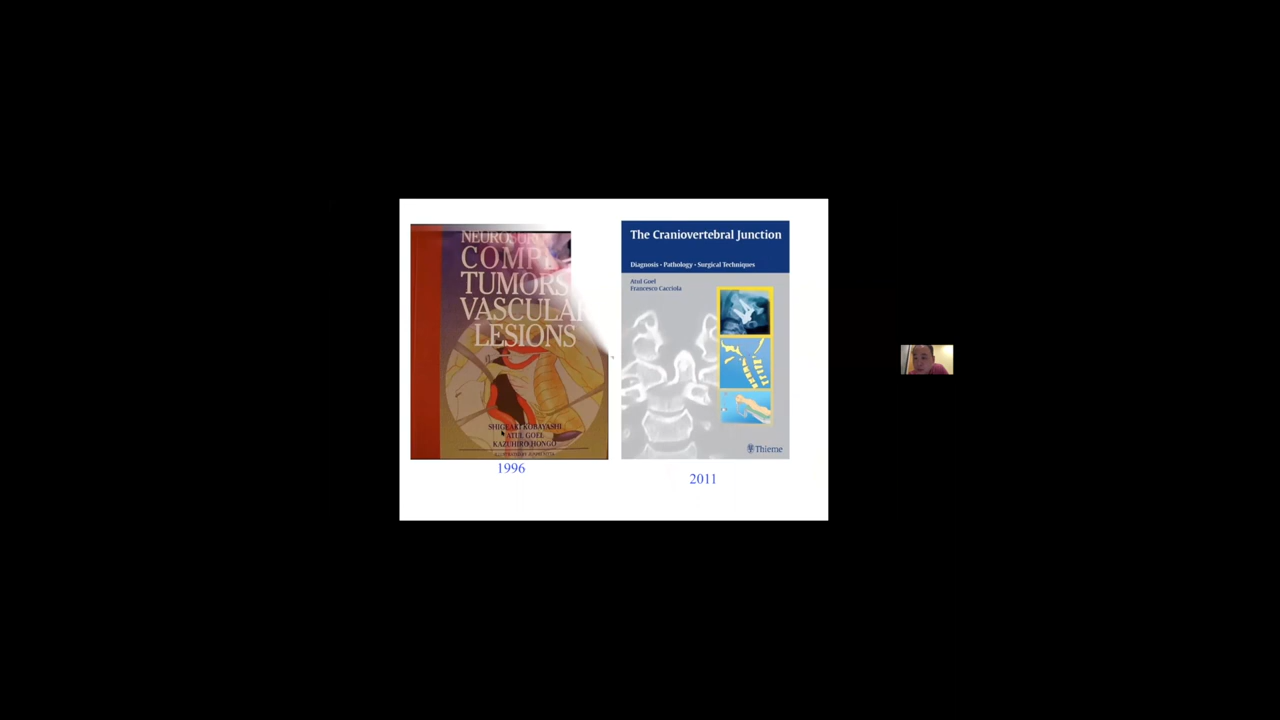 COMPL
TUMORS
VASCULAR
LESIONS
SHIGEAKI KOBAYASHI
ATUL GOEL
KAZUHIRO HONGO
1996
The Craniovertebral Junction
Diagnosis • Pathology • Surgical Techniques
Atul Goel
Francesco Cacciola
Thieme
2011